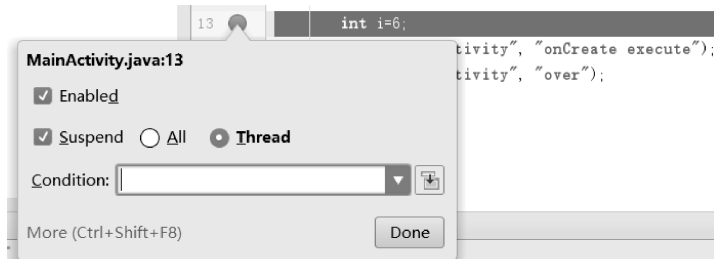 13 int i=6;
tivity", "onCreate execute");
tivity", "over");
MainActivity.java:13
Enabled
Suspend All Thread
Condition:
More (Ctrl+Shift+F8) Done